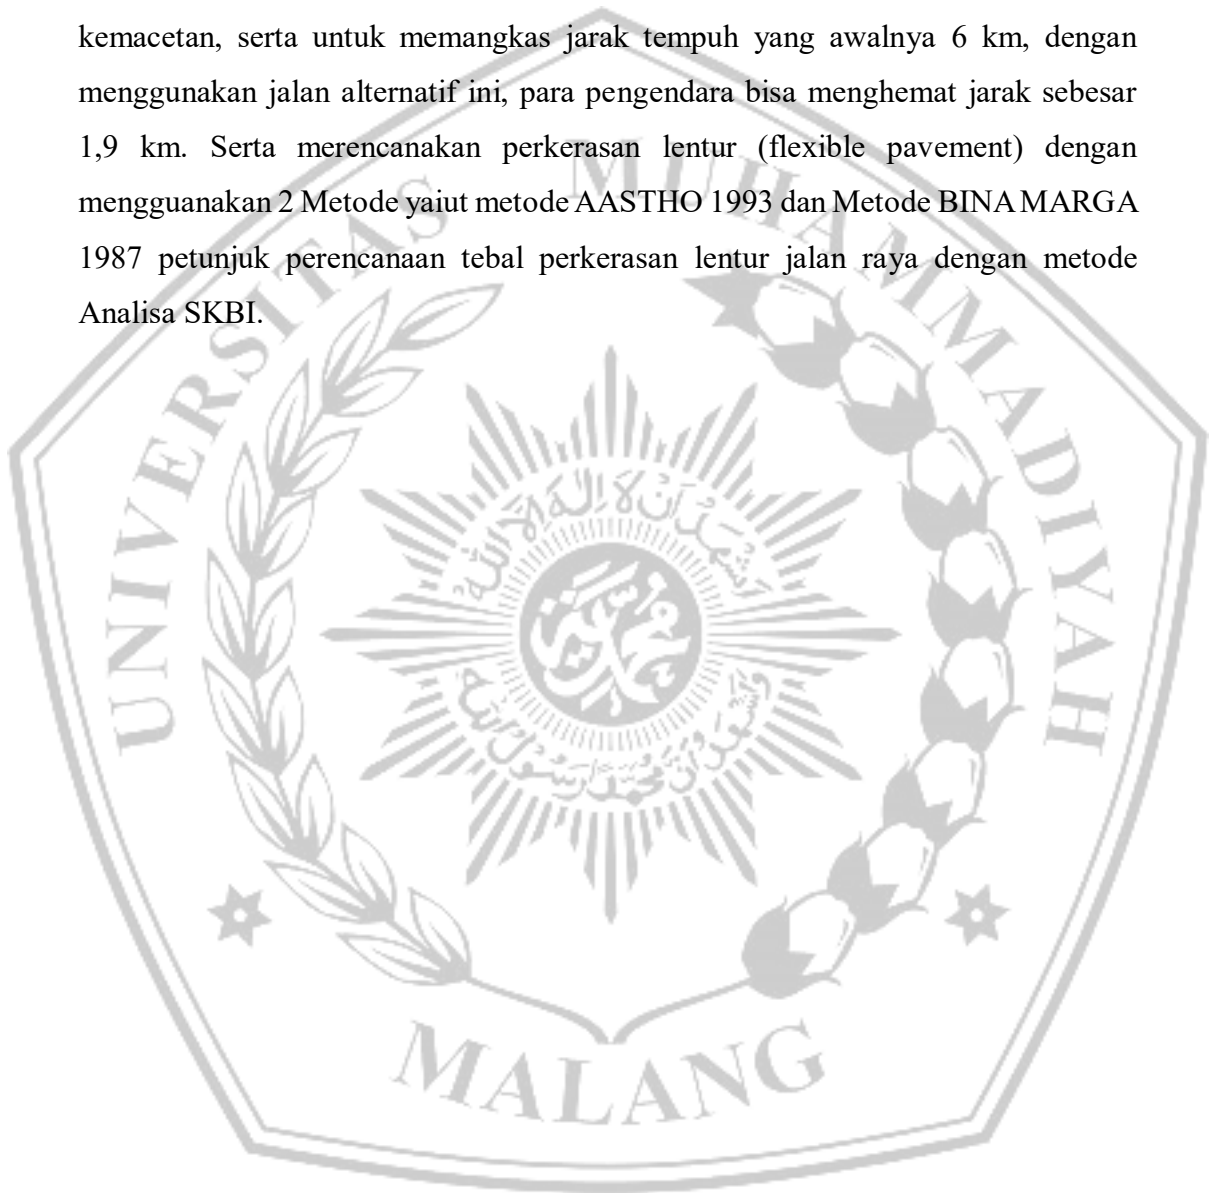 kemacetan, serta untuk memangkas jarak tempuh yang awalnya 6 km, dengan
menggunakan jalan alternatif ini, para pengendara bisa menghemat jarak sebesar
1,9 km. Serta merencanakan perkerasan lentur (flexible pavement) dengan
mengguanakan 2 Metode yaiut metode AASTHO 1993 dan Metode BINA MARGA
1987 petunjuk perencanaan tebal perkerasan lentur jalan raya dengan metode
Analisa SKBI.
UNIVERSITAS MUHAMMADIYAH
MALANG